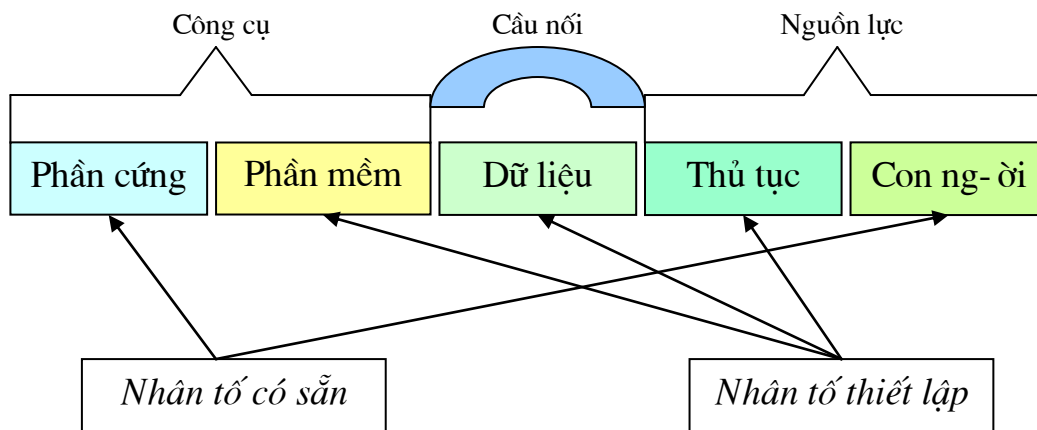 Công cụ
Cầu nối
Nguồn lực
Phần cứng
Phần mềm
Dữ liệu
Thủ tục
Con ng- ời
Nhân tố có sẵn
Nhân tố thiết lập